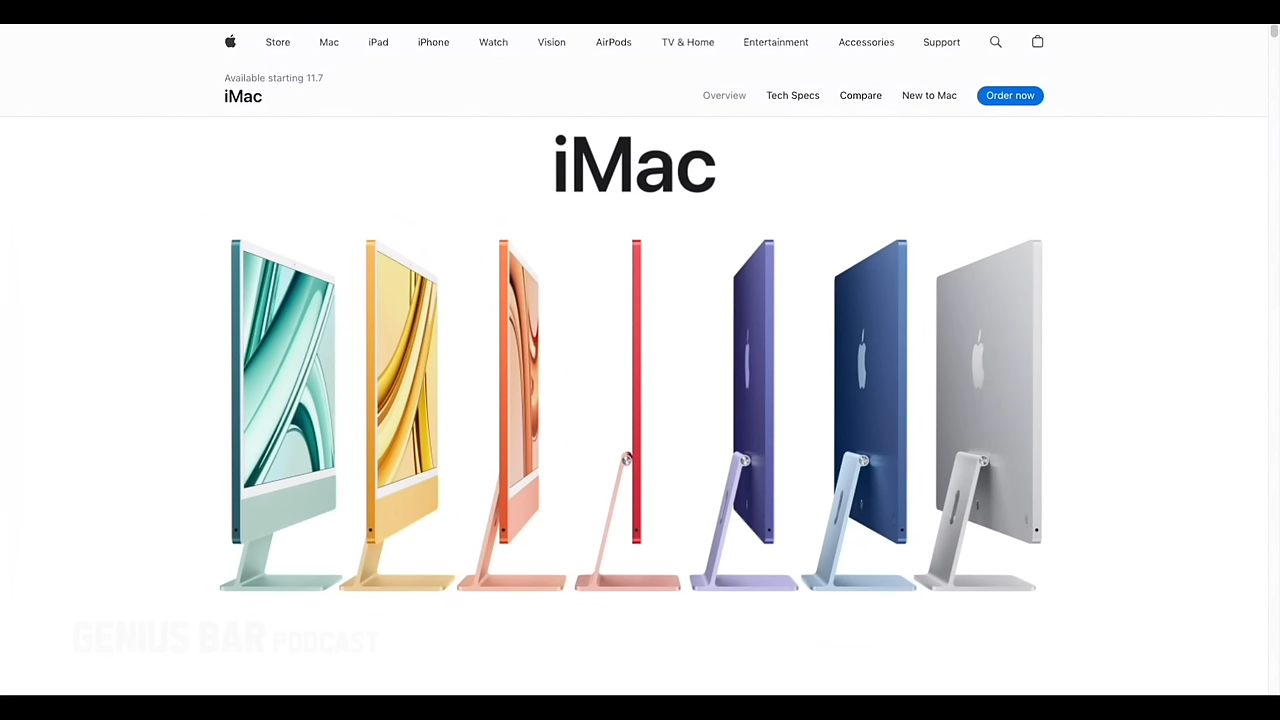 Store Mac iPad iPhone Watch Vision AirPods TV & Home Entertainment Accessories Support
Available starting 11.7
iMac
Overview Tech Specs Compare New to Mac Order now
iMac
GENIUS BAR PODCAST